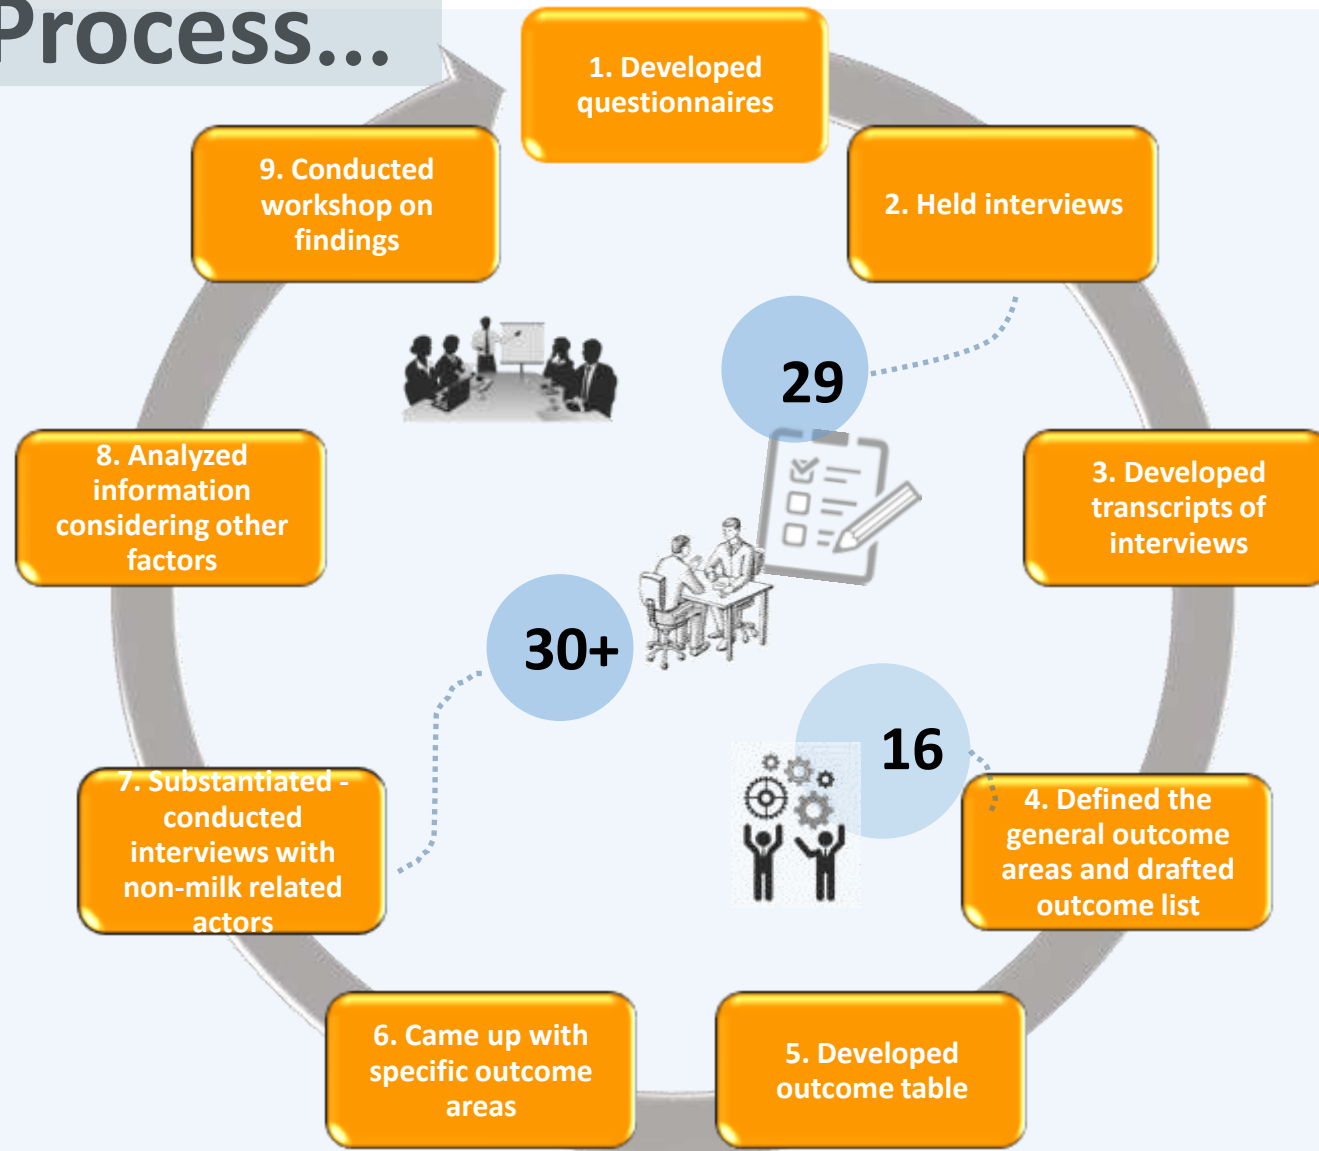 Process...
1. Developed
questionnaires
2. Held interviews
3. Developed
transcripts of
interviews
4. Defined the
general outcome
areas and drafted
outcome list
5. Developed
outcome table
6. Came up with
specific outcome
areas
7. Substantiated -
conducted
interviews with
non-milk related
actors
8. Analyzed
information
considering other
factors
9. Conducted
workshop on
findings
29
30+
16